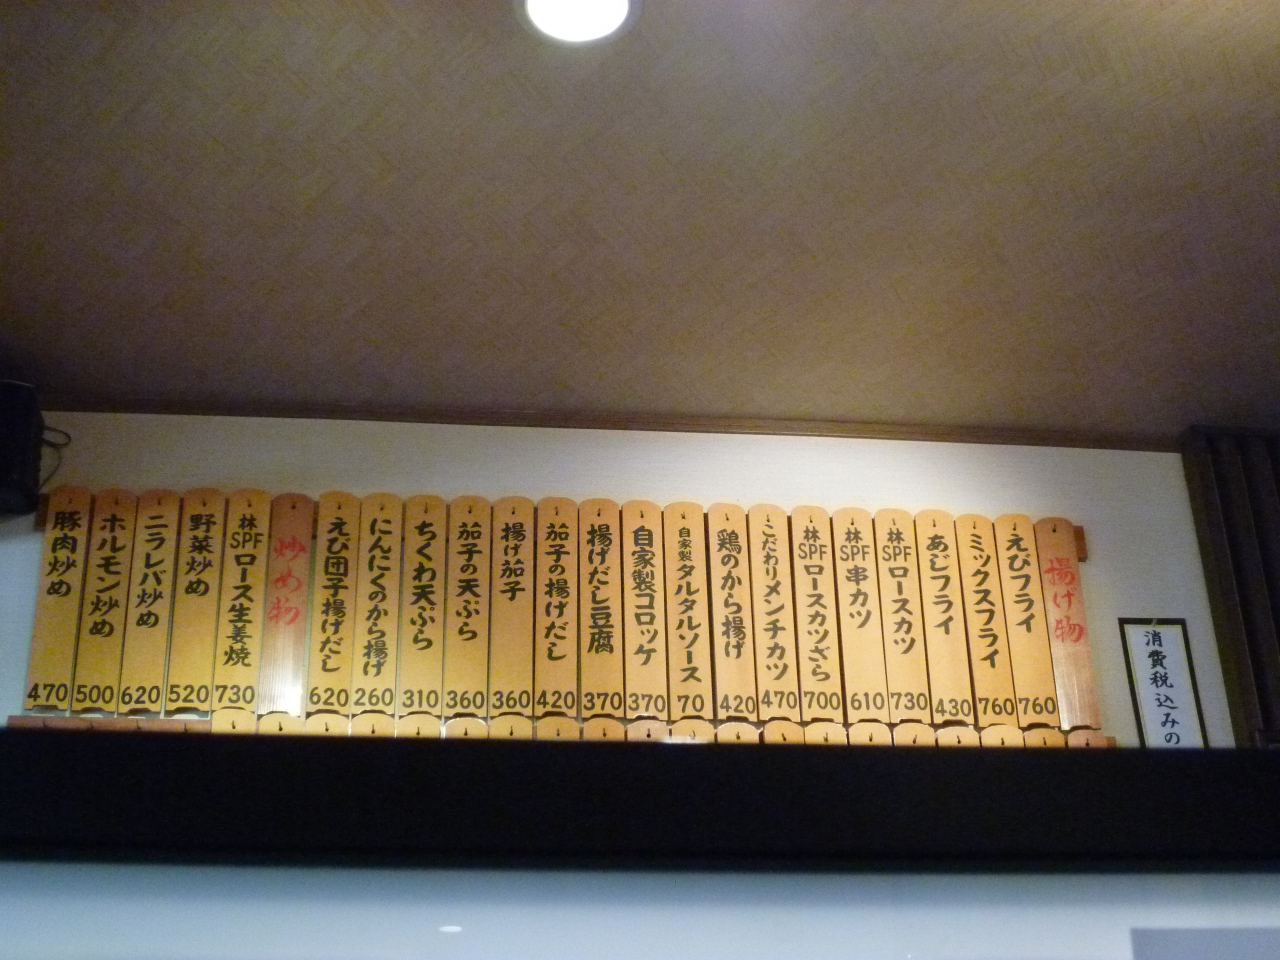 消費税込みの
揚げ物
えびフライ 760
ミックスフライ 760
あじフライ 430
林SPFロースカツ 730
林SPF串カツ 610
林SPFロースカツざら 700
こだわりメンチカツ 470
鶏のから揚げ 420
自家製タルタルソース 70
自家製コロッケ 370
揚げだし豆腐 370
茄子の揚げだし 420
揚げ茄子 360
茄子の天ぷら 360
ちくわ天ぷら 310
にんにくのから揚げ 260
えび団子揚げだし 620
炒め物
林SPFロース生姜焼 730
野菜炒め 520
ニラレバ炒め 620
ホルモン炒め 500
豚肉炒め 470